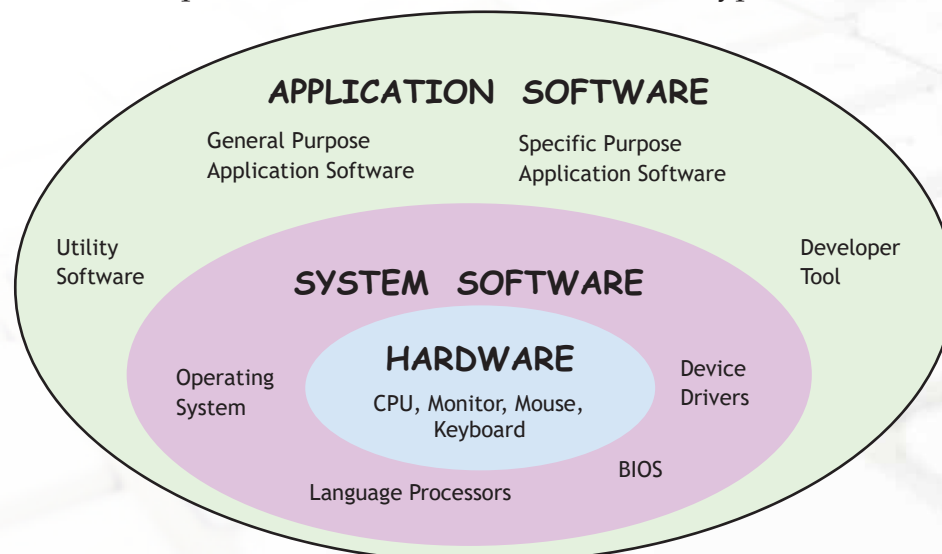 APPLICATION SOFTWARE
General Purpose
Application Software
Specific Purpose
Application Software
Utility
Software
Developer
Tool
SYSTEM SOFTWARE
Operating
System
Device
Drivers
HARDWARE
CPU, Monitor, Mouse,
Keyboard
BIOS
Language Processors